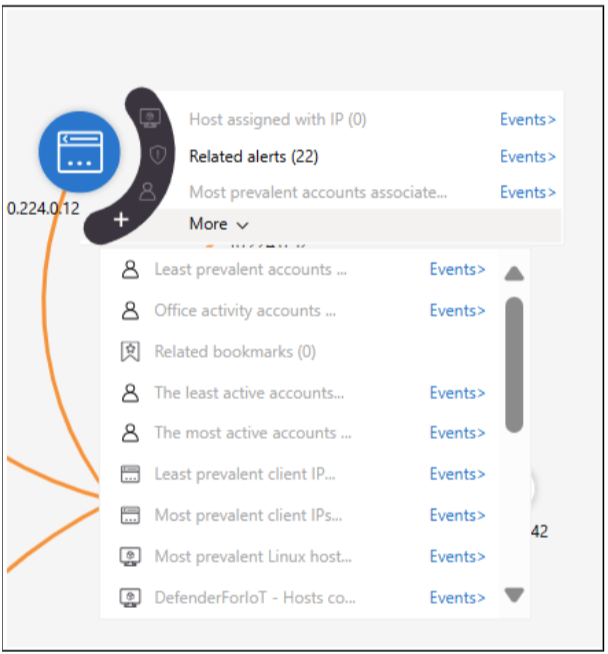 Host assigned with IP (0) Events>
Related alerts (22) Events>
Most prevalent accounts associate... Events>
0.224.0.12
More
Least prevalent accounts ... Events>
Office activity accounts ... Events>
Related bookmarks (0)
The least active accounts... Events>
The most active accounts ... Events>
Least prevalent client IP... Events>
Most prevalent client IPs... Events>
42
Most prevalent Linux host... Events>
DefenderForIoT - Hosts co... Events>